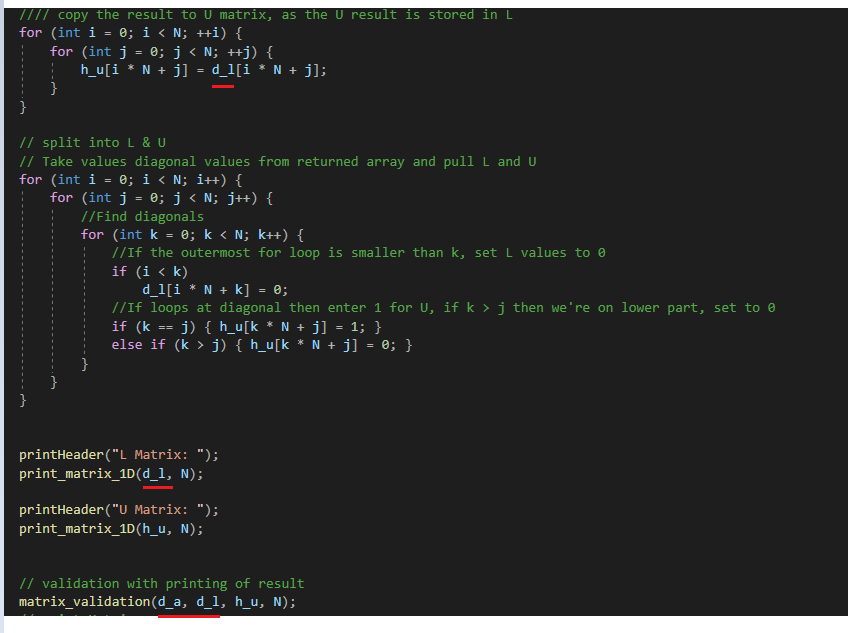 //// copy the result to U matrix, as the U result is stored in L
for (int i = 0; i < N; ++i) {
for (int j = 0; j < N; ++j) {
h_u[i * N + j] = d_l[i * N + j];
}
}
// split into L & U
// Take values diagonal values from returned array and pull L and U
for (int i = 0; i < N; i++) {
for (int j = 0; j < N; j++) {
//Find diagonals
for (int k = 0; k < N; k++) {
//If the outermost for loop is smaller than k, set L values to 0
if (i < k)
d_l[i * N + k] = 0;
//If loops at diagonal then enter 1 for U, if k > j then we're on lower part, set to 0
if (k == j) { h_u[k * N + j] = 1; }
else if (k > j) { h_u[k * N + j] = 0; }
}
}
}
printHeader("L Matrix: ");
print_matrix_1D(d_l, N);
printHeader("U Matrix: ");
print_matrix_1D(h_u, N);
// validation with printing of result
matrix_validation(d_a, d_l, h_u, N);